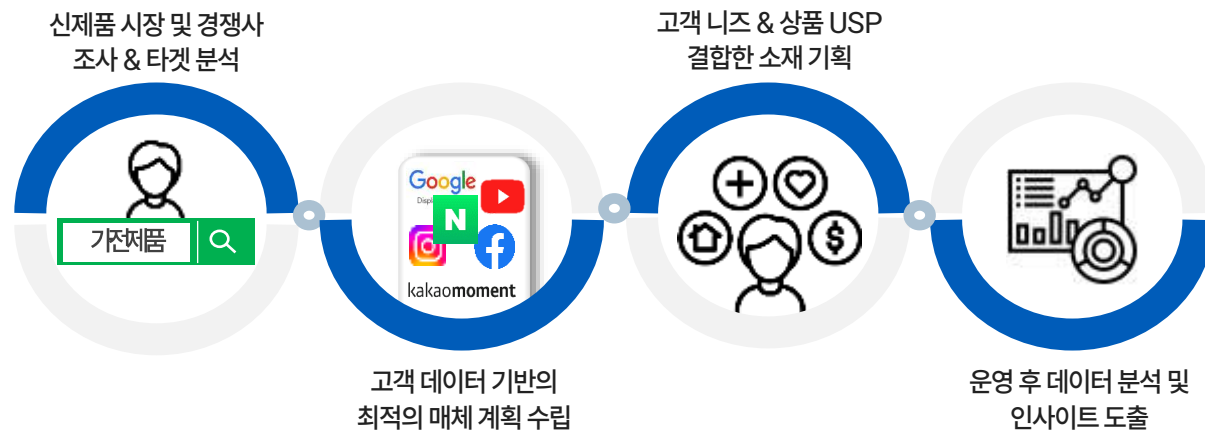 신제품 시장 및 경쟁사
조사 & 타겟 분석
가전제품
고객 데이터 기반의
최적의 매체 계획 수립
Google
N
kakaomoment
고객 니즈 & 상품 USP
결합한 소재 기획
$
운영 후 데이터 분석 및
인사이트 도출